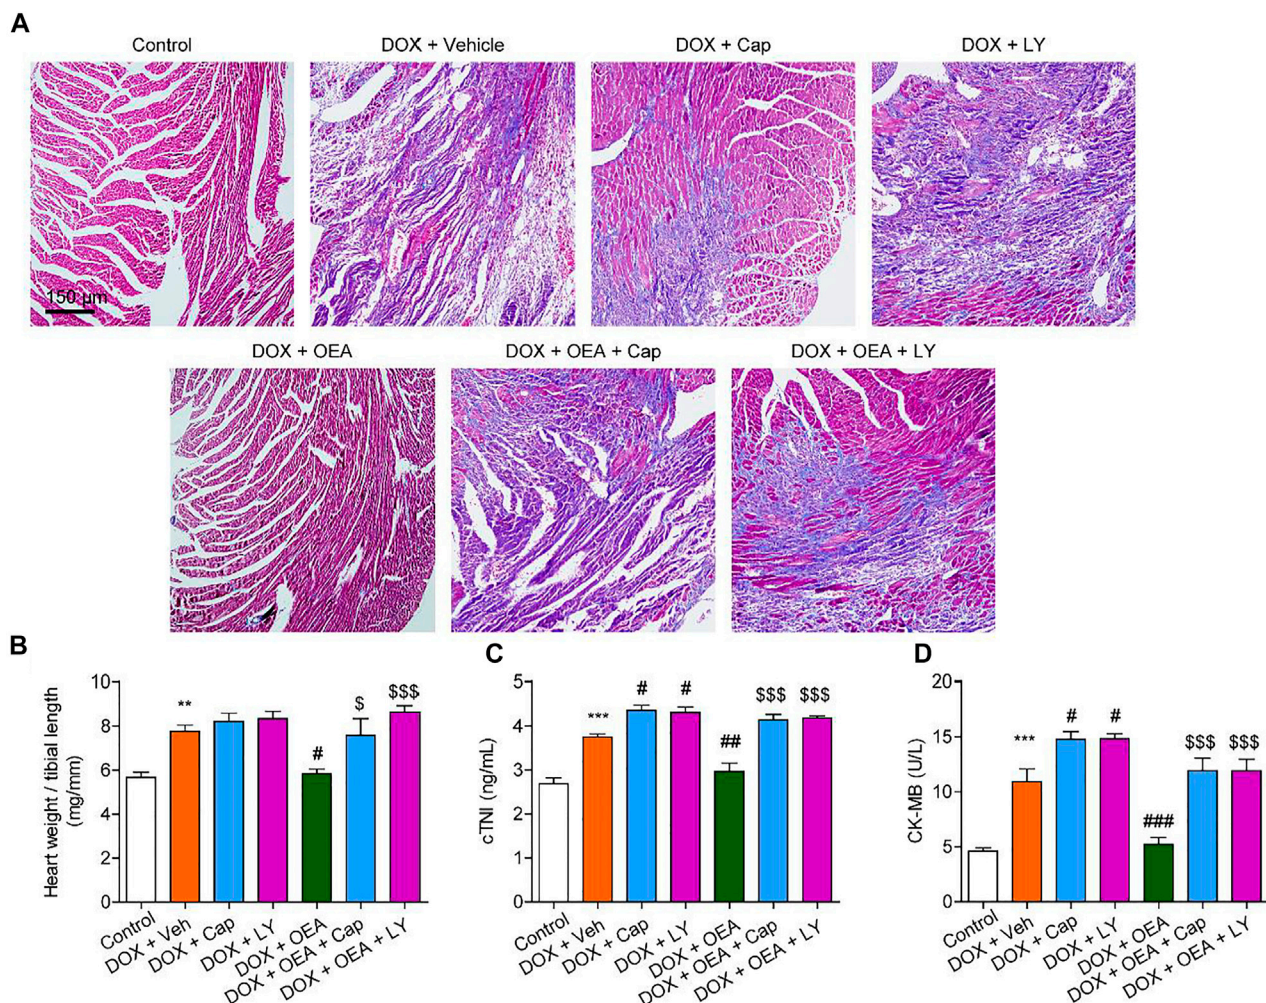 A
Control
DOX + Vehicle
DOX + Cap
DOX + LY
150 µm
DOX + OEA
DOX + OEA + Cap
DOX + OEA + LY
B
Heart weight / tibial length
(mg/mm)
10
8
6
4
2
0
**
#
$
$$$
Control
DOX + Veh
DOX + Cap
DOX + LY
DOX + OEA
DOX + OEA + Cap
DOX + OEA + LY
C
cTNI (ng/mL)
5
4
3
2
1
0
***
#
#
##
$$$
$$$
Control
DOX + Veh
DOX + Cap
DOX + LY
DOX + OEA
DOX + OEA + Cap
DOX + OEA + LY
D
CK-MB (U/L)
20
15
10
5
0
***
#
#
###
$$$
$$$
Control
DOX + Veh
DOX + Cap
DOX + LY
DOX + OEA
DOX + OEA + Cap
DOX + OEA + LY